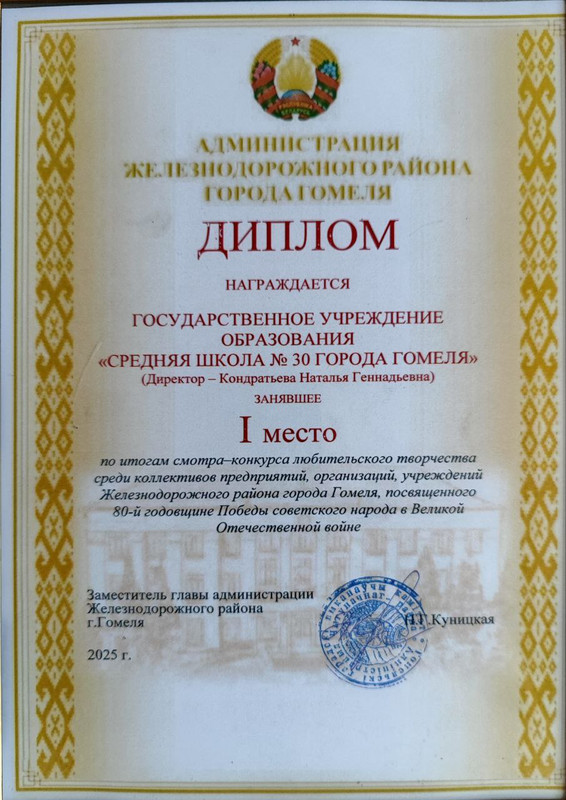 РЭСПУБЛІКА БЕЛАРУСЬ
АДМИНИСТРАЦИЯ
ЖЕЛЕЗНОДОРОЖНОГО РАЙОНА
ГОРОДА ГОМЕЛЯ
ДИПЛОМ
НАГРАЖДАЕТСЯ
ГОСУДАРСТВЕННОЕ УЧРЕЖДЕНИЕ
ОБРАЗОВАНИЯ
«СРЕДНЯЯ ШКОЛА № 30 ГОРОДА ГОМЕЛЯ»
(Директор – Кондратьева Наталья Геннадьевна)
ЗАНЯВШЕЕ
I место
по итогам смотра–конкурса любительского творчества
среди коллективов предприятий, организаций, учреждений
Железнодорожного района города Гомеля, посвященного
80-й годовщине Победы советского народа в Великой
Отечественной войне
Заместитель главы администрации
Железнодорожного района
г.Гомеля
Куницкая
2025 г.